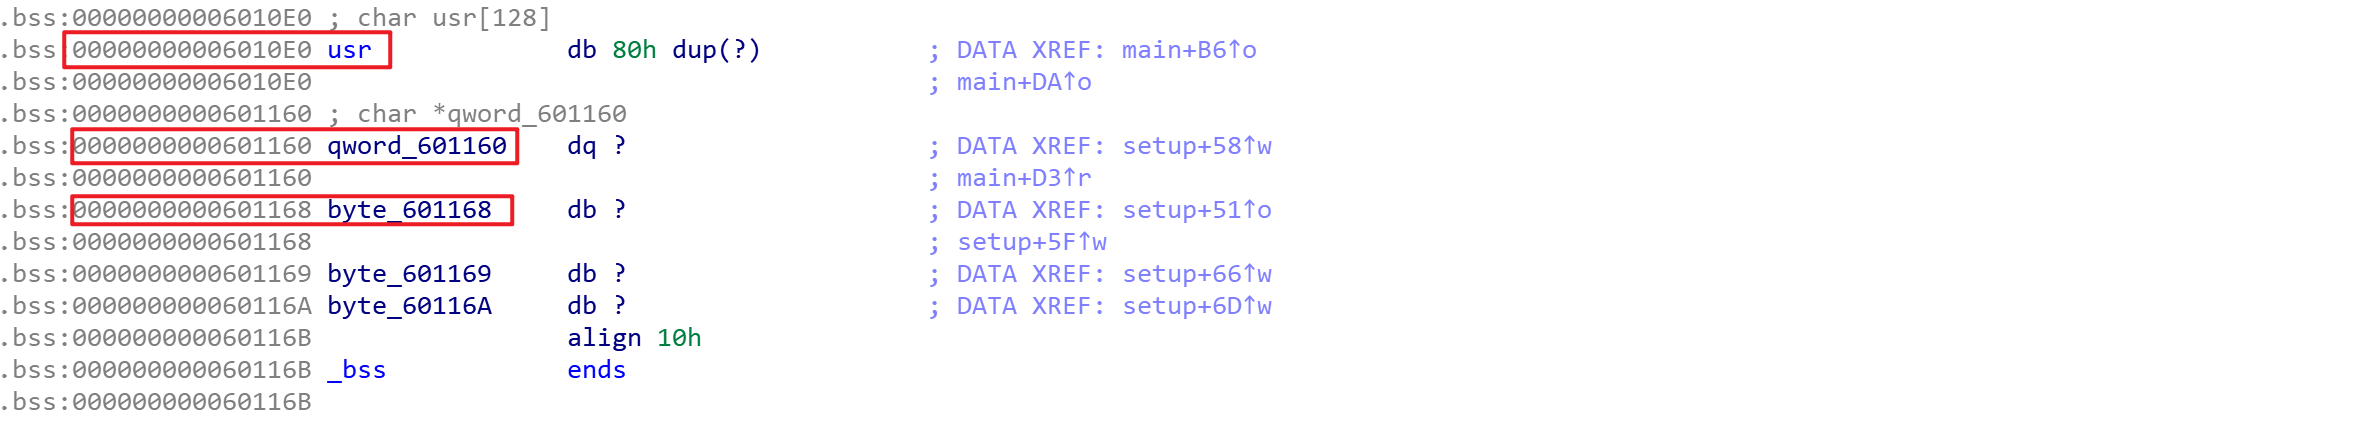 .bss:00000000006010E0 ; char usr[128]
.bss:00000000006010E0 usr db 80h dup(?) ; DATA XREF: main+B6↑o
.bss:00000000006010E0 ; main+DA↑o
.bss:0000000000601160 ; char *qword_601160
.bss:0000000000601160 qword_601160 dq ? ; DATA XREF: setup+58↑w
.bss:0000000000601160 ; main+D3↑r
.bss:0000000000601168 byte_601168 db ? ; DATA XREF: setup+51↑o
.bss:0000000000601168 ; setup+5F↑w
.bss:0000000000601169 byte_601169 db ? ; DATA XREF: setup+66↑w
.bss:000000000060116A byte_60116A db ? ; DATA XREF: setup+6D↑w
.bss:000000000060116B align 10h
.bss:000000000060116B _bss ends
.bss:000000000060116B